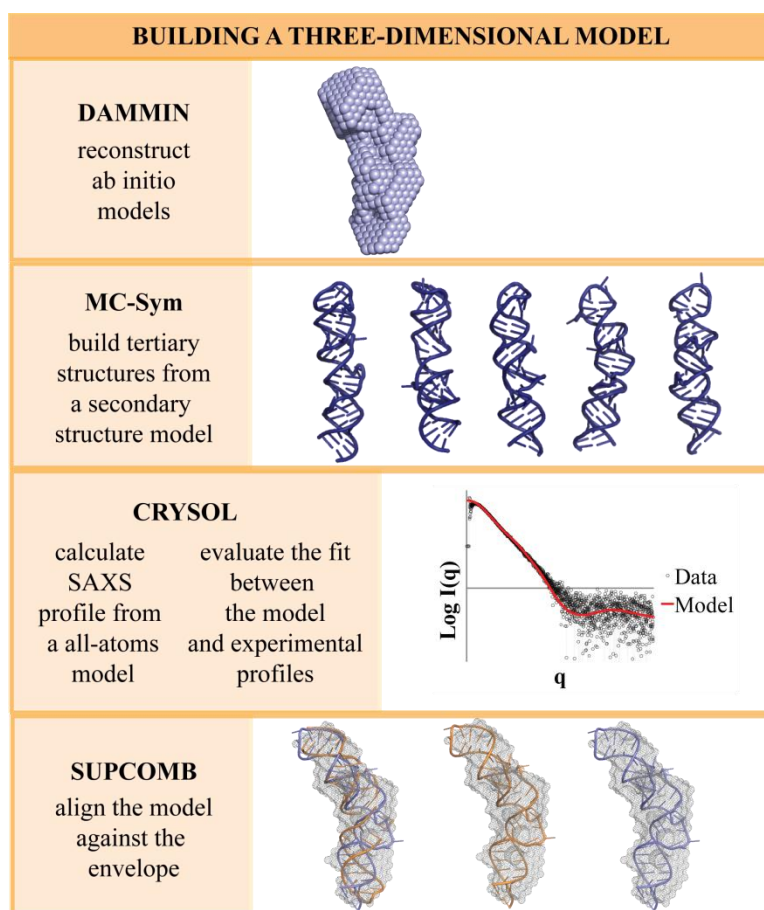 BUILDING A THREE-DIMENSIONAL MODEL
DAMMIN
reconstruct
ab initio
models
MC-Sym
build tertiary
structures from
a secondary
structure model
CRYSOL
calculate
SAXS
profile from
a all-atoms
model
evaluate the fit
between
the model
and experimental
profiles
Log I(q)
q
Data
Model
SUPCOMB
align the model
against the
envelope